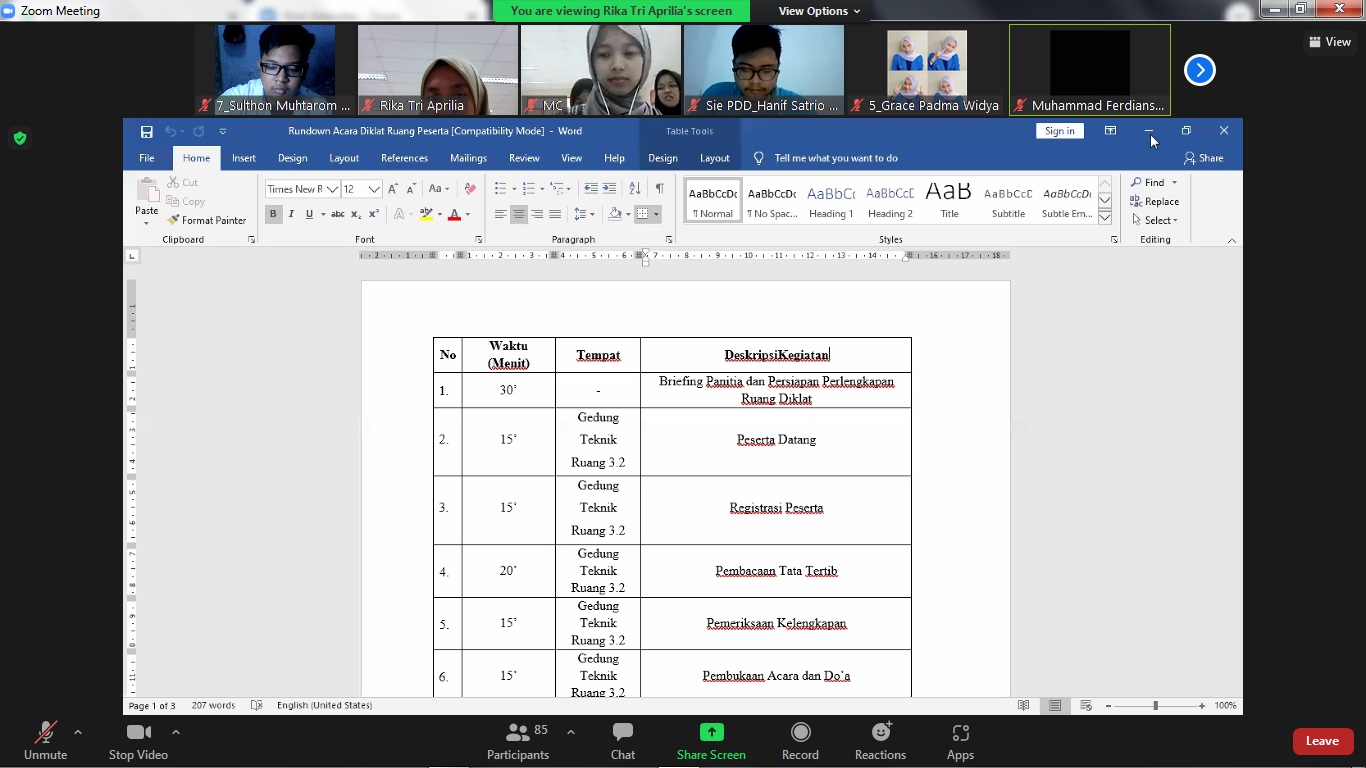 Zoom Meeting
You are viewing Rika Tri Aprilia's screen
View Options
View
7_Sulthon Muhtarom ...
Rika Tri Aprilia
MC
Sie PDD_Hanif Satrio ...
5_Grace Padma Widya
Muhammad Ferdians...
Rundown Acara Diklat Ruang Peserta [Compatibility Mode] - Word
Table Tools
Sign in
File Home Insert Design Layout References Mailings Review View Help Design Layout Tell me what you want to do Share
Paste
Cut
Copy
Format Painter
Clipboard
Times New R 12
Font
Paragraph
AaBbCcDc ¶ Normal
AaBbCcDc ¶ No Spac...
AaBbCc Heading 1
AaBbCcD Heading 2
AaB Title
AaBbCcD Subtitle
AaBbCcDc Subtle Em...
Styles
Find
Replace
Select
Editing
No
Waktu
(Menit)
Tempat
DeskripsiKegiatan
1.
30'
-
Briefing Panitia dan Persiapan Perlengkapan
Ruang Diklat
2.
15'
Gedung
Teknik
Ruang 3.2
Peserta Datang
3.
15'
Gedung
Teknik
Ruang 3.2
Registrasi Peserta
4.
20'
Gedung
Teknik
Ruang 3.2
Pembacaan Tata Tertib
5.
15'
Gedung
Teknik
Ruang 3.2
Pemeriksaan Kelengkapan
6.
15'
Gedung
Teknik
Ruang 3.2
Pembukaan Acara dan Do'a
Page 1 of 3 207 words English (United States) 100%
Unmute
Stop Video
85
Participants
Chat
Share Screen
Record
Reactions
Apps
Leave